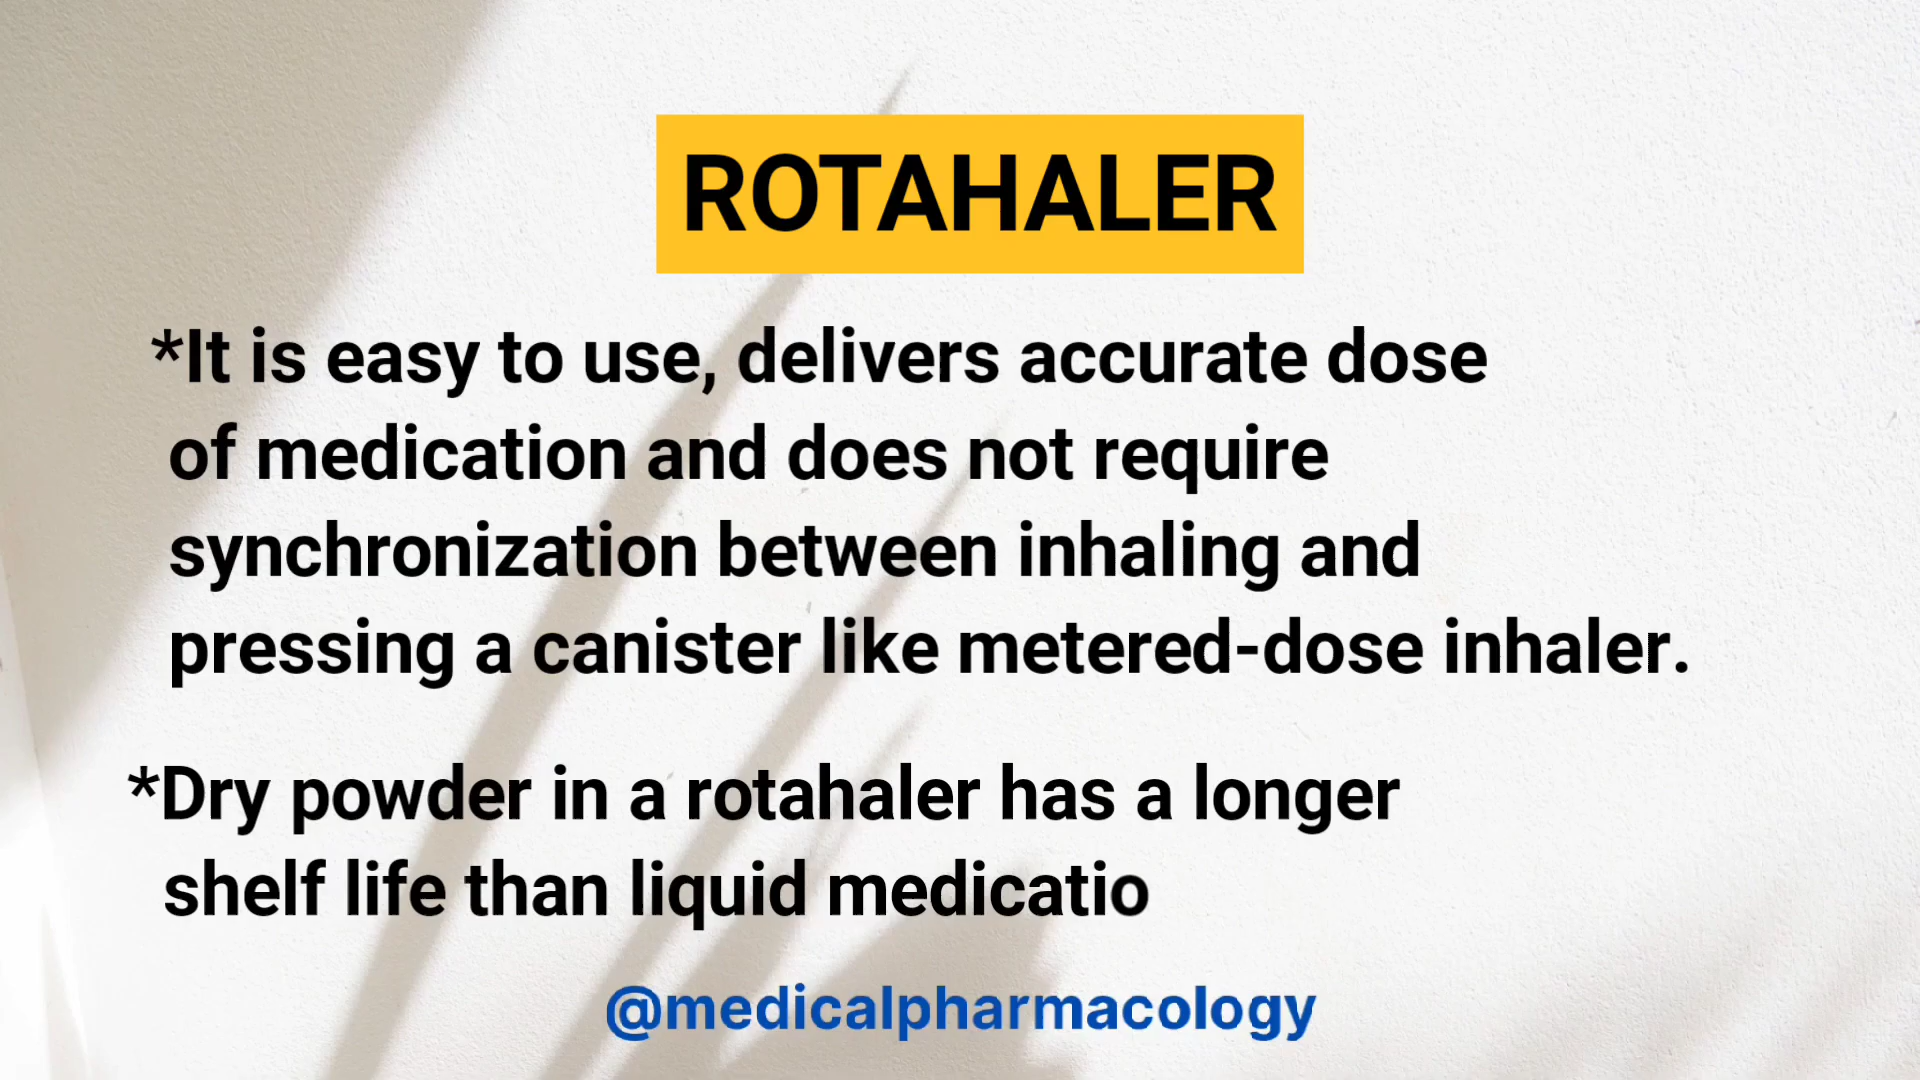 ROTAHALER
*It is easy to use, delivers accurate dose
of medication and does not require
synchronization between inhaling and
pressing a canister like metered-dose inhaler.
*Dry powder in a rotahaler has a longer
shelf life than liquid medicatio
@medicalpharmacology